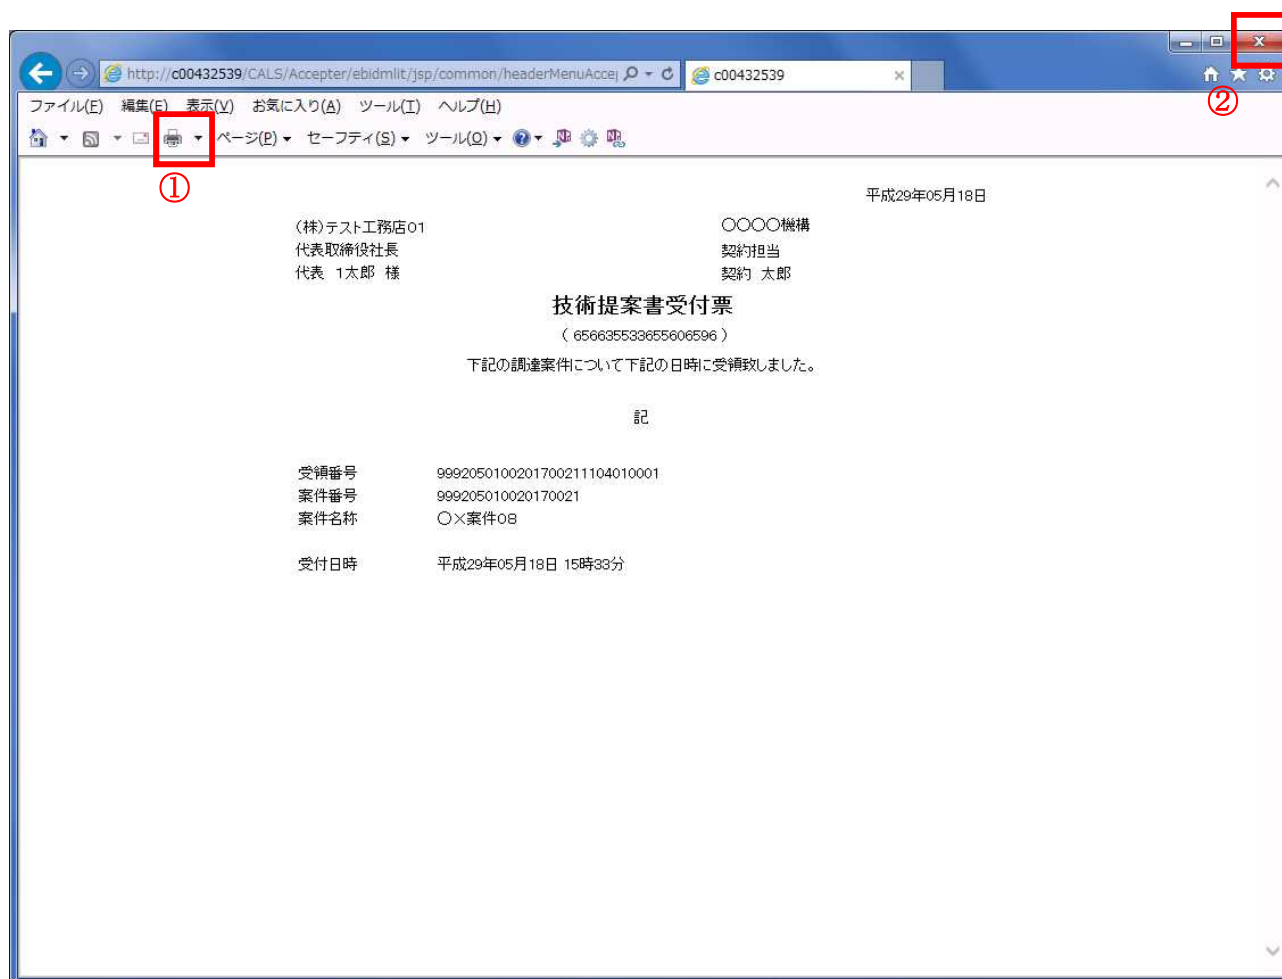 http://c00432539/CALS/Accepter/ebidmlit/jsp/common/headerMenuAccep
c00432539
②
ファイル(F) 編集(E) 表示(V) お気に入り(A) ツール(T) ヘルプ(H)
ページ(P) セーフティ(S) ツール(O)
①
平成29年05月18日
(株)テスト工務店01
代表取締役社長
代表 1太郎 様
〇〇〇〇機構
契約担当
契約 太郎
技術提案書受付票
( 656635533655606596 )
下記の調達案件について下記の日時に受領致しました。
記
受領番号 9992050100201700211104010001
案件番号 999205010020170021
案件名称 〇×案件08
受付日時 平成29年05月18日 15時33分